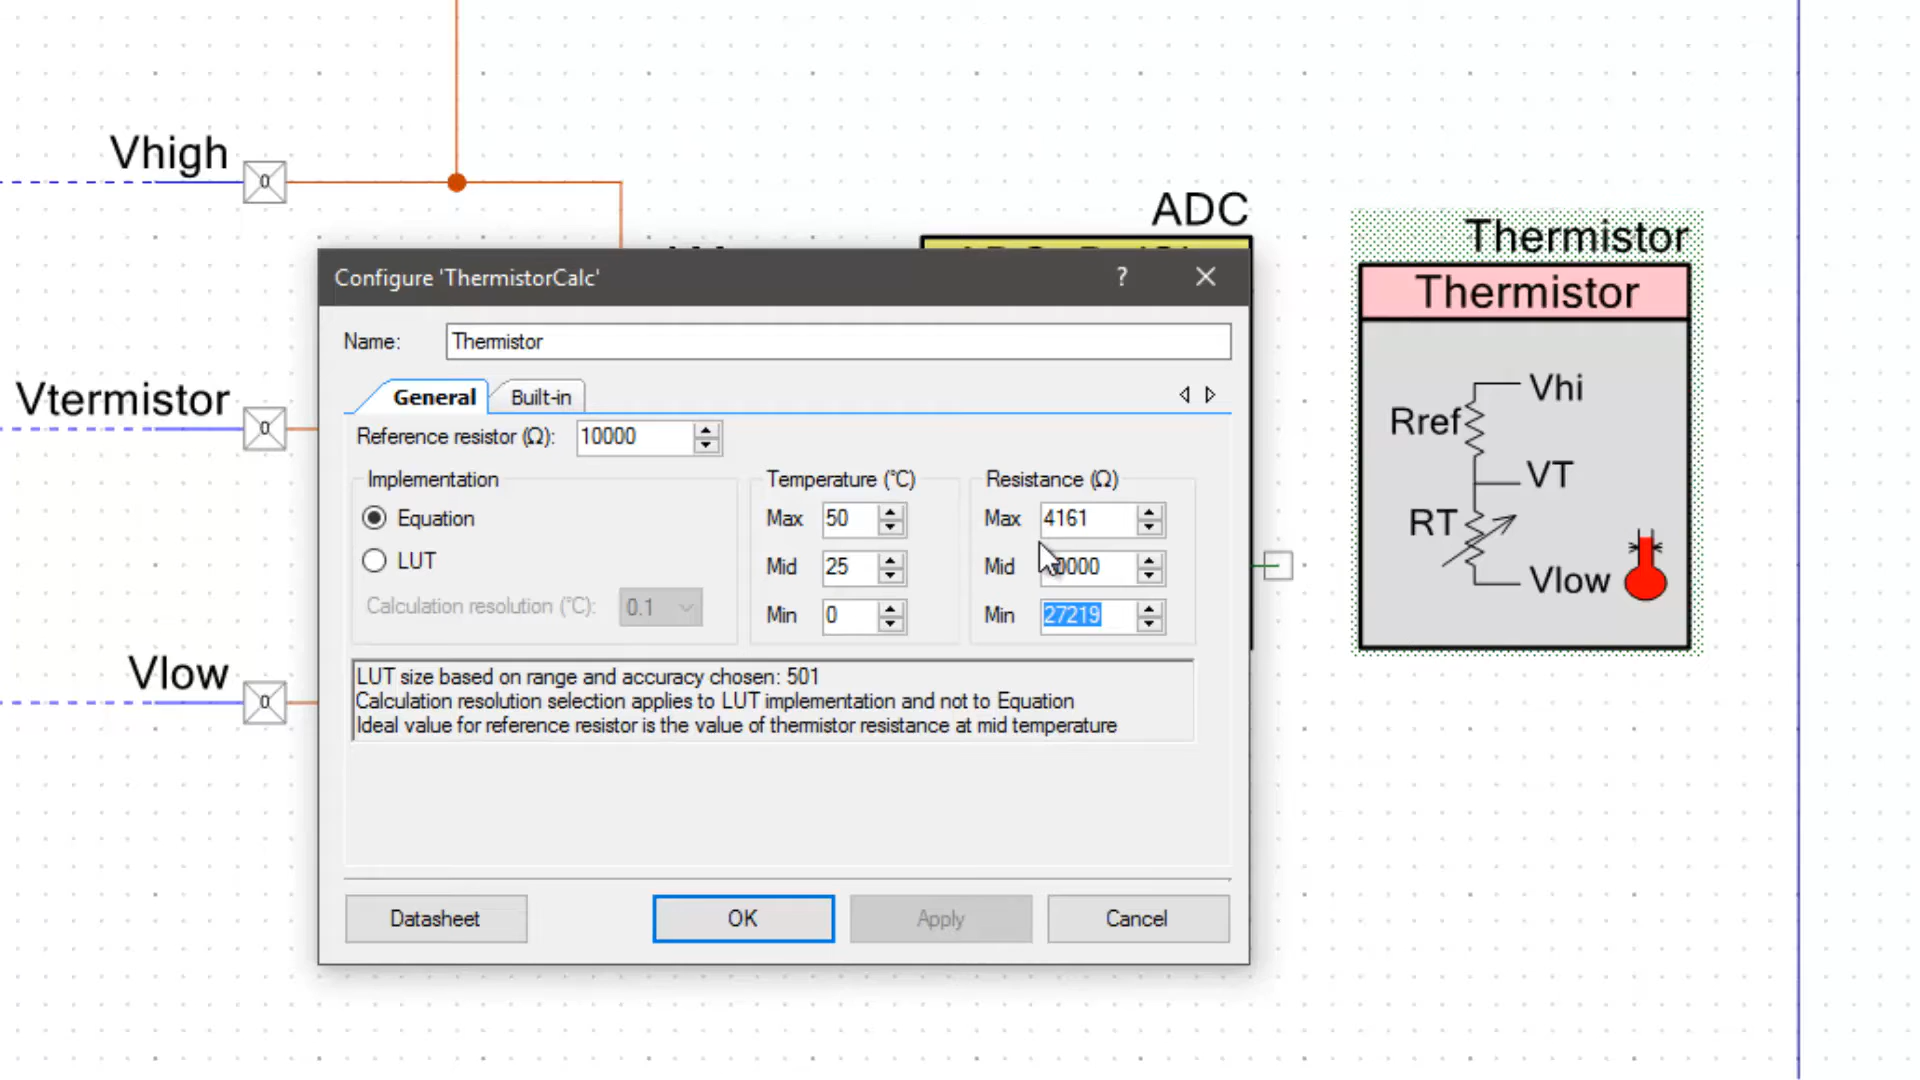 Vhigh
0
ADC
Thermistor
Configure 'ThermistorCalc'
?
Name: Thermistor
Thermistor
General Built-in
Vhi
Vtermistor
0
Reference resistor (Ω): 10000
Rref
Implementation Temperature (°C) Resistance (Ω)
VT
Equation Max 50 Max 4161
RT
LUT Mid 25 Mid
Vlow
Calculation resolution (°C): 0.1 Min 0 Min 27219
Vlow
0
LUT size based on range and accuracy chosen: 501
Calculation resolution selection applies to LUT implementation and not to Equation
Ideal value for reference resistor is the value of thermistor resistance at mid temperature
Datasheet OK Apply Cancel